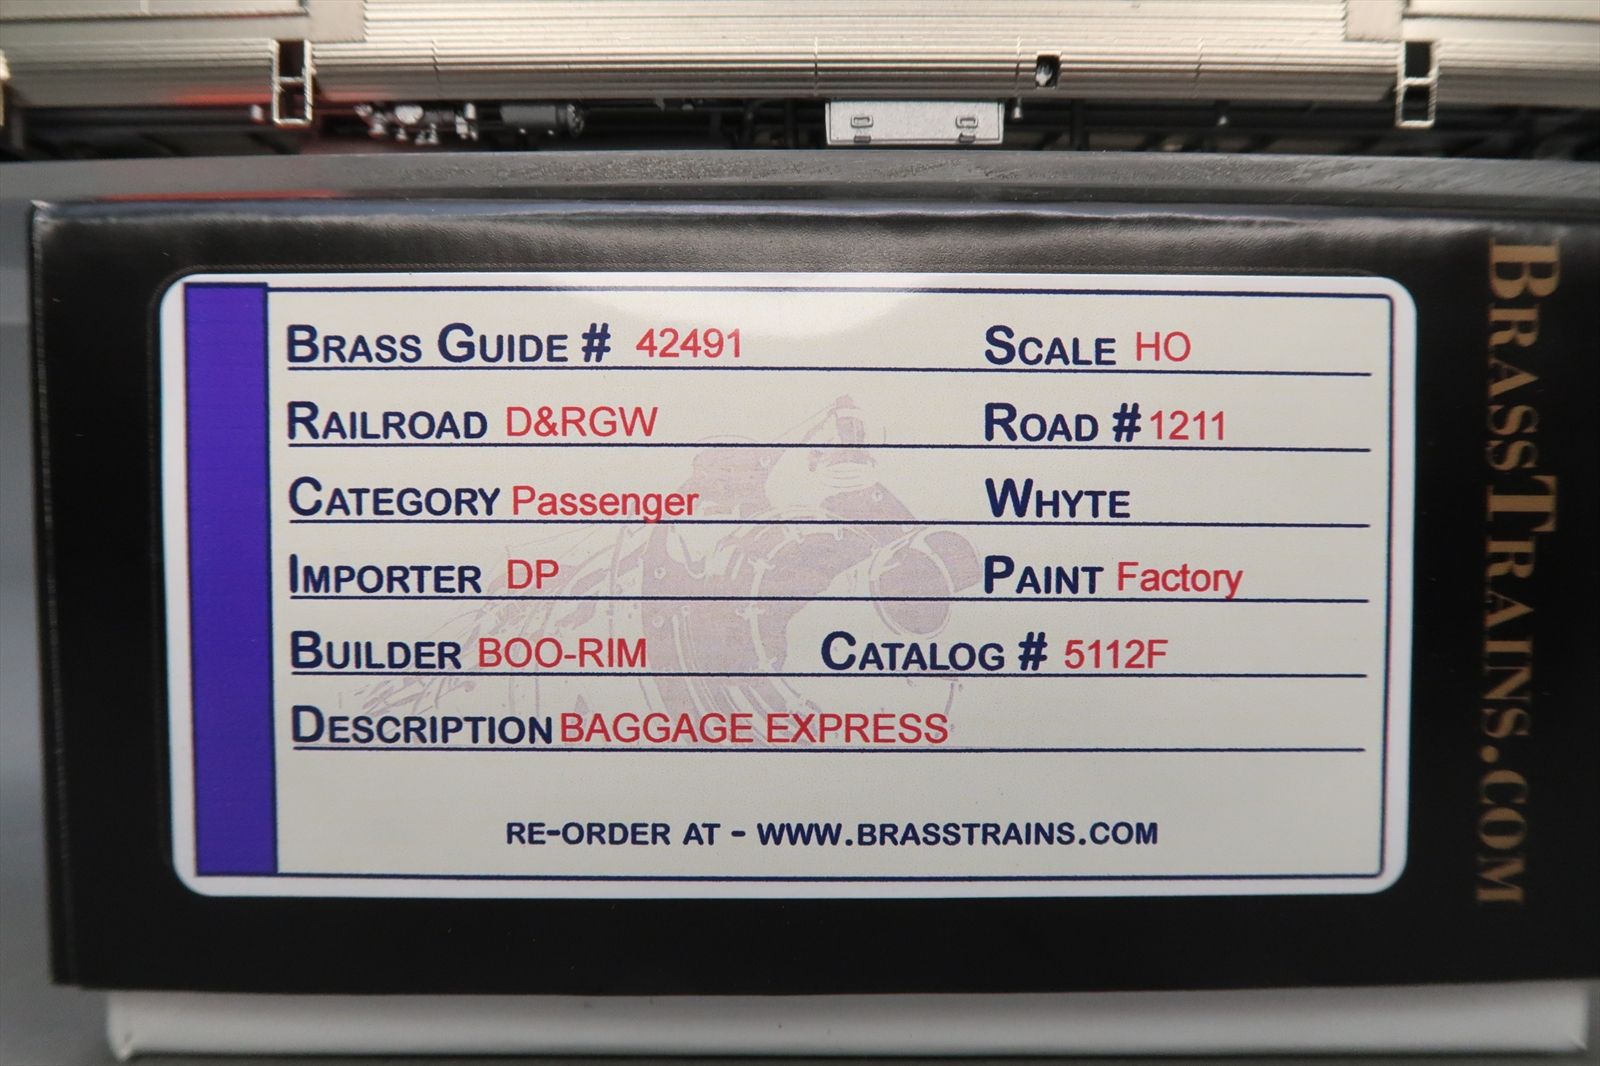 BRASS GUIDE # 42491 SCALE HO
RAILROAD D&RGW ROAD # 1211
CATEGORY Passenger WHYTE
IMPORTER DP PAINT Factory
BUILDER BOO-RIM CATALOG # 5112F
DESCRIPTION BAGGAGE EXPRESS
RE-ORDER AT - WWW.BRASSTRAINS.COM
BRASSTRAINS.COM